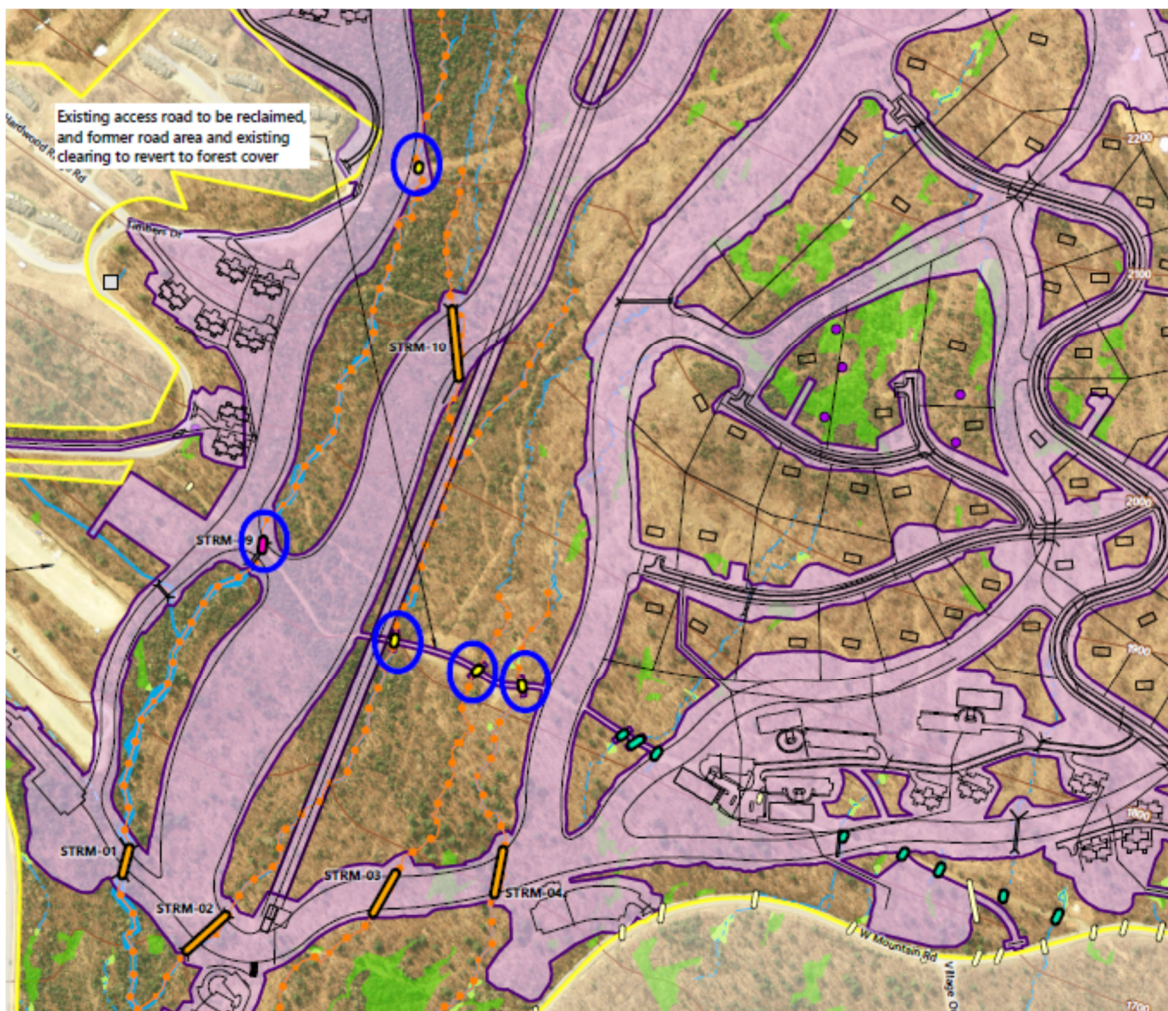 Existing access road to be reclaimed,
and former road area and existing
clearing to revert to forest cover
2200
Timbers Dr
2100
STRM-10
2000
STRM-09
1900
1800
STRM-01
STRM-03
STRM-04
STRM-02
W Mountain Rd
1700